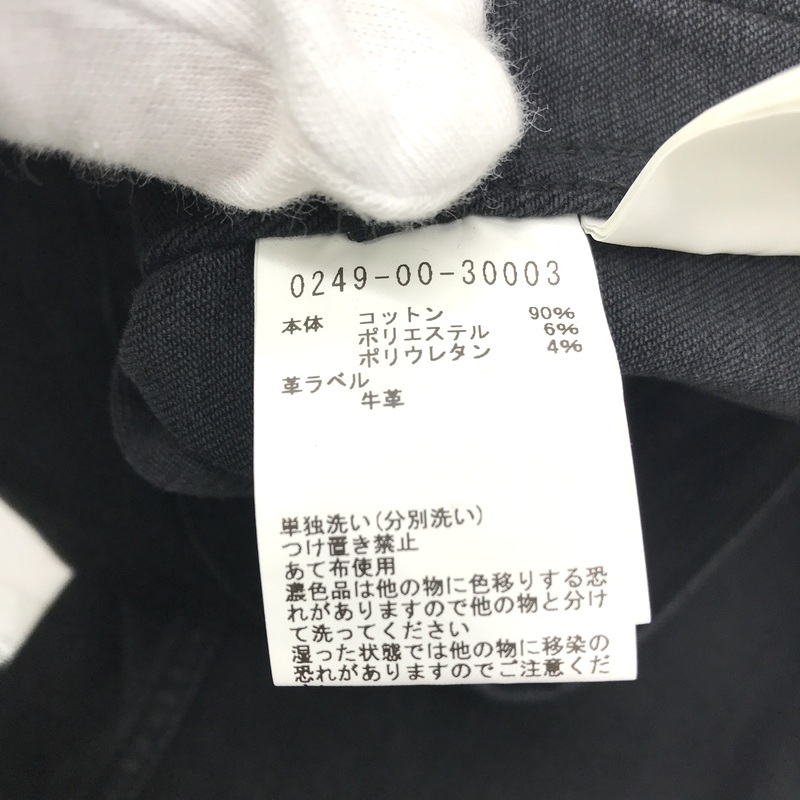 0249-00-30003
本体 コットン 90%
ポリエステル 6%
ポリウレタン 4%
革ラベル
牛革
単独洗い(分別洗い)
つけ置き禁止
あて布使用
濃色品は他の物に色移りする恐
れがありますので他の物と分け
て洗ってください
湿った状態では他の物に移染の
恐れがありますのでご注意くだ